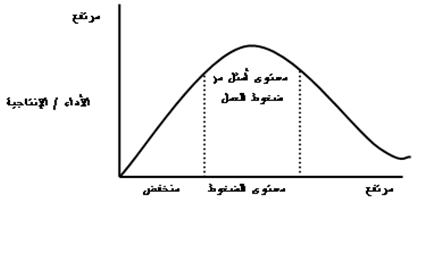 مرتفع
مستوى أمثل من
ضغوط العمل
الأداء / الإنتاجية
منخفض
مستوى الضغوط
مرتفع